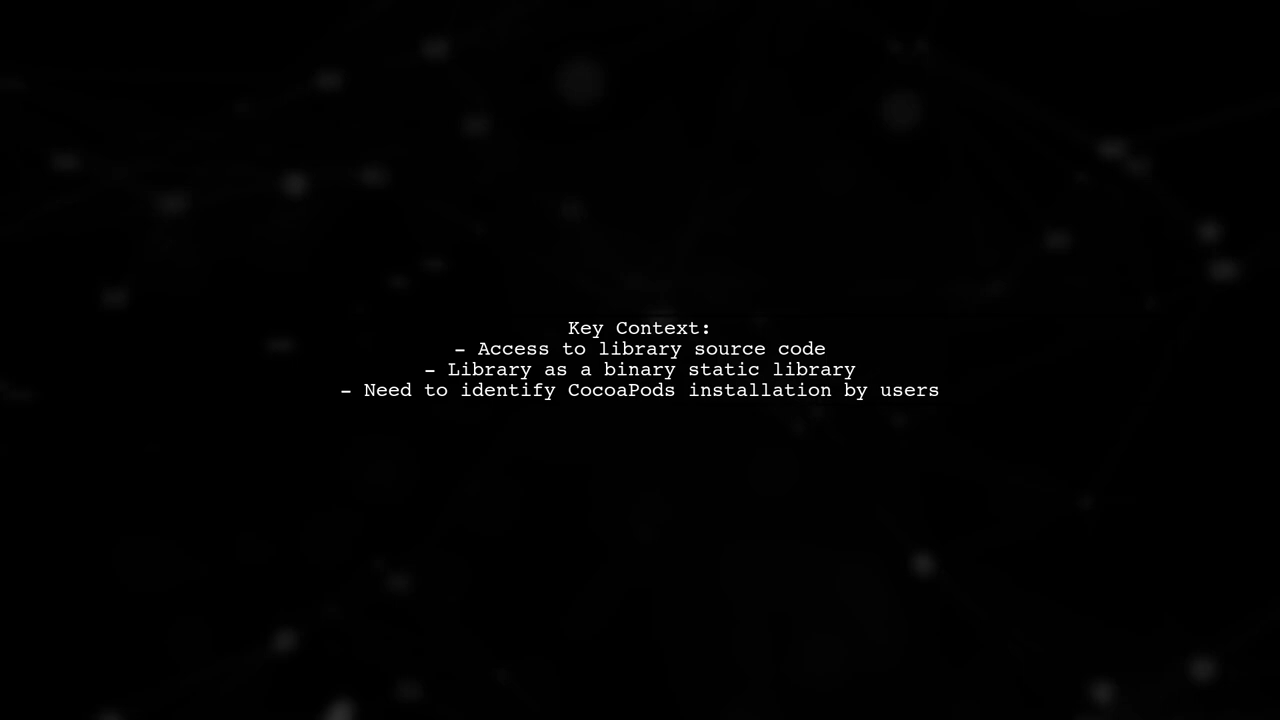 Key Context:
- Access to library source code
- Library as a binary static library
- Need to identify CocoaPods installation by users